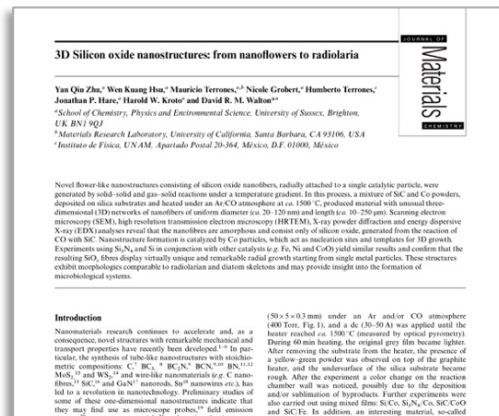 3D Silicon oxide nanostructures: from nanoflowers to radiolaria
JOURNAL OF
Materials
CHEMISTRY
Yan Qiu Zhu,a Wen Kuang Hsu,a Mauricio Terrones,a,b Nicole Grobert,a Humberto Terrones,c
Jonathan P. Hare,a Harold W. Krotoa and David R. M. Walton*a
aSchool of Chemistry, Physics and Environmental Science, University of Sussex, Brighton,
UK BN1 9QJ
bMaterials Research Laboratory, University of California, Santa Barbara, CA 93106, USA
cInstituto de Física, UNAM, Apartado Postal 20-364, México, D.F. 01000, México
Novel flower-like nanostructures consisting of silicon oxide nanofibers, radially attached to a single catalytic particle, were
generated by solid–solid and gas–solid reactions under a temperature gradient. In this process, a mixture of SiC and Co powders,
deposited on silica substrates and heated under an Ar/CO atmosphere at ca. 1500 °C, produced material with unusual three-
dimensional (3D) networks of nanofibers of uniform diameter (ca. 20–120 nm) and length (ca. 10–250 μm). Scanning electron
microscopy (SEM), high resolution transmission electron microscopy (HRTEM), X-ray powder diffraction and energy dispersive
X-ray (EDX) analyses reveal that the nanofibres are amorphous and consist only of silicon oxide, generated from the reaction of
CO with SiC. Nanostructure formation is catalyzed by Co particles, which act as nucleation sites and templates for 3D growth.
Experiments using Si3N4 and Si in conjunction with other catalysts (e.g. Fe, Ni and CoO) yield similar results and confirm that the
resulting SiOx fibres display virtually unique and remarkable radial growth starting from single metal particles. These structures
exhibit morphologies comparable to radiolarian and diatom skeletons and may provide insight into the formation of
microbiological systems.
Introduction
Nanomaterials research continues to accelerate and, as a
consequence, novel structures with remarkable mechanical and
transport properties have recently been developed.1–6 In par-
ticular, the synthesis of tube-like nanostructures with stoichio-
metric compositions: C,7 BC3, 8 BC2N,9 BCN,9,10 BN,11,12
MoS2,13 and WS2,14 and wire-like nanomaterials (e.g. C nano-
fibres,15 SiC,16 and GaN17 nanorods, Sn18 nanowires etc.), has
led to a revolution in nanotechnology. Preliminary studies of
some of these one-dimensional nanostructures indicate that
they may find use as microscope probes,19 field emission
(50 × 5 × 0.3 mm) under an Ar and/or CO atmosphere
(400 Torr, Fig. 1), and a dc (30–50 A) was applied until the
heater reached ca. 1500 °C (measured by optical pyrometry).
During 60 min heating, the original grey film became lighter.
After removing the substrate from the heater, the presence of
a yellow–green powder was observed on top of the graphite
heater, and the undersurface of the silica substrate became
rough. After the experiment a color change on the reaction
chamber wall was noticed, possibly due to the deposition
and/or sublimation of byproducts. Further experiments were
also carried out using mixed films: Si/Co, Si3N4/Co, SiC/CoO
and SiC/Fe. In addition, an interesting material, so-called